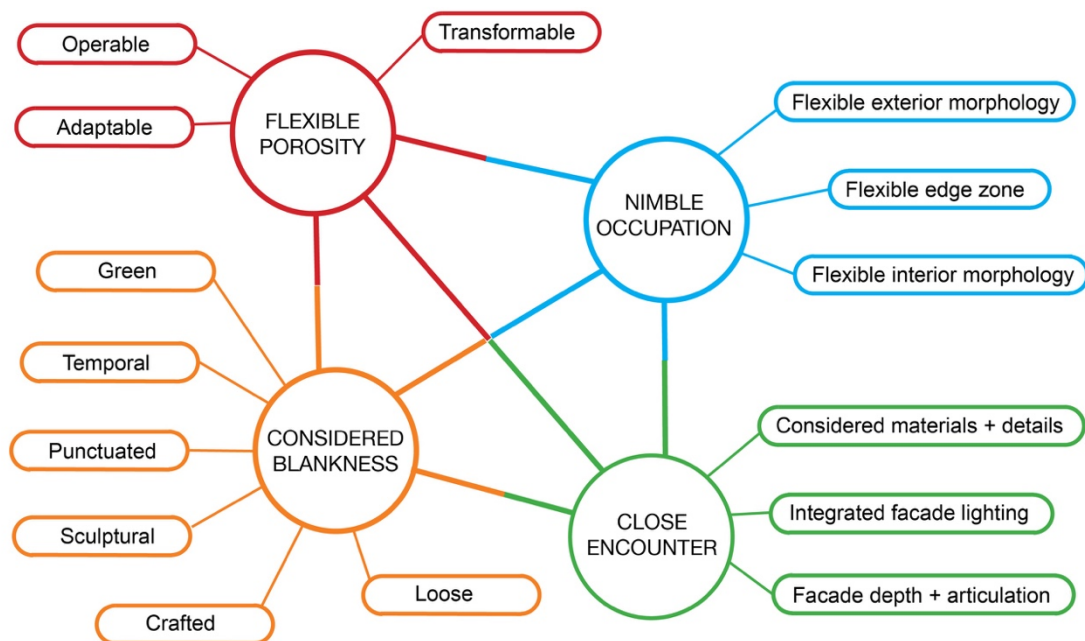 Operable
Transformable
Adaptable
FLEXIBLE
POROSITY
Flexible exterior morphology
Flexible edge zone
Flexible interior morphology
NIMBLE
OCCUPATION
Green
Temporal
Punctuated
Sculptural
Crafted
Loose
CONSIDERED
BLANKNESS
CLOSE
ENCOUNTER
Considered materials + details
Integrated facade lighting
Facade depth + articulation